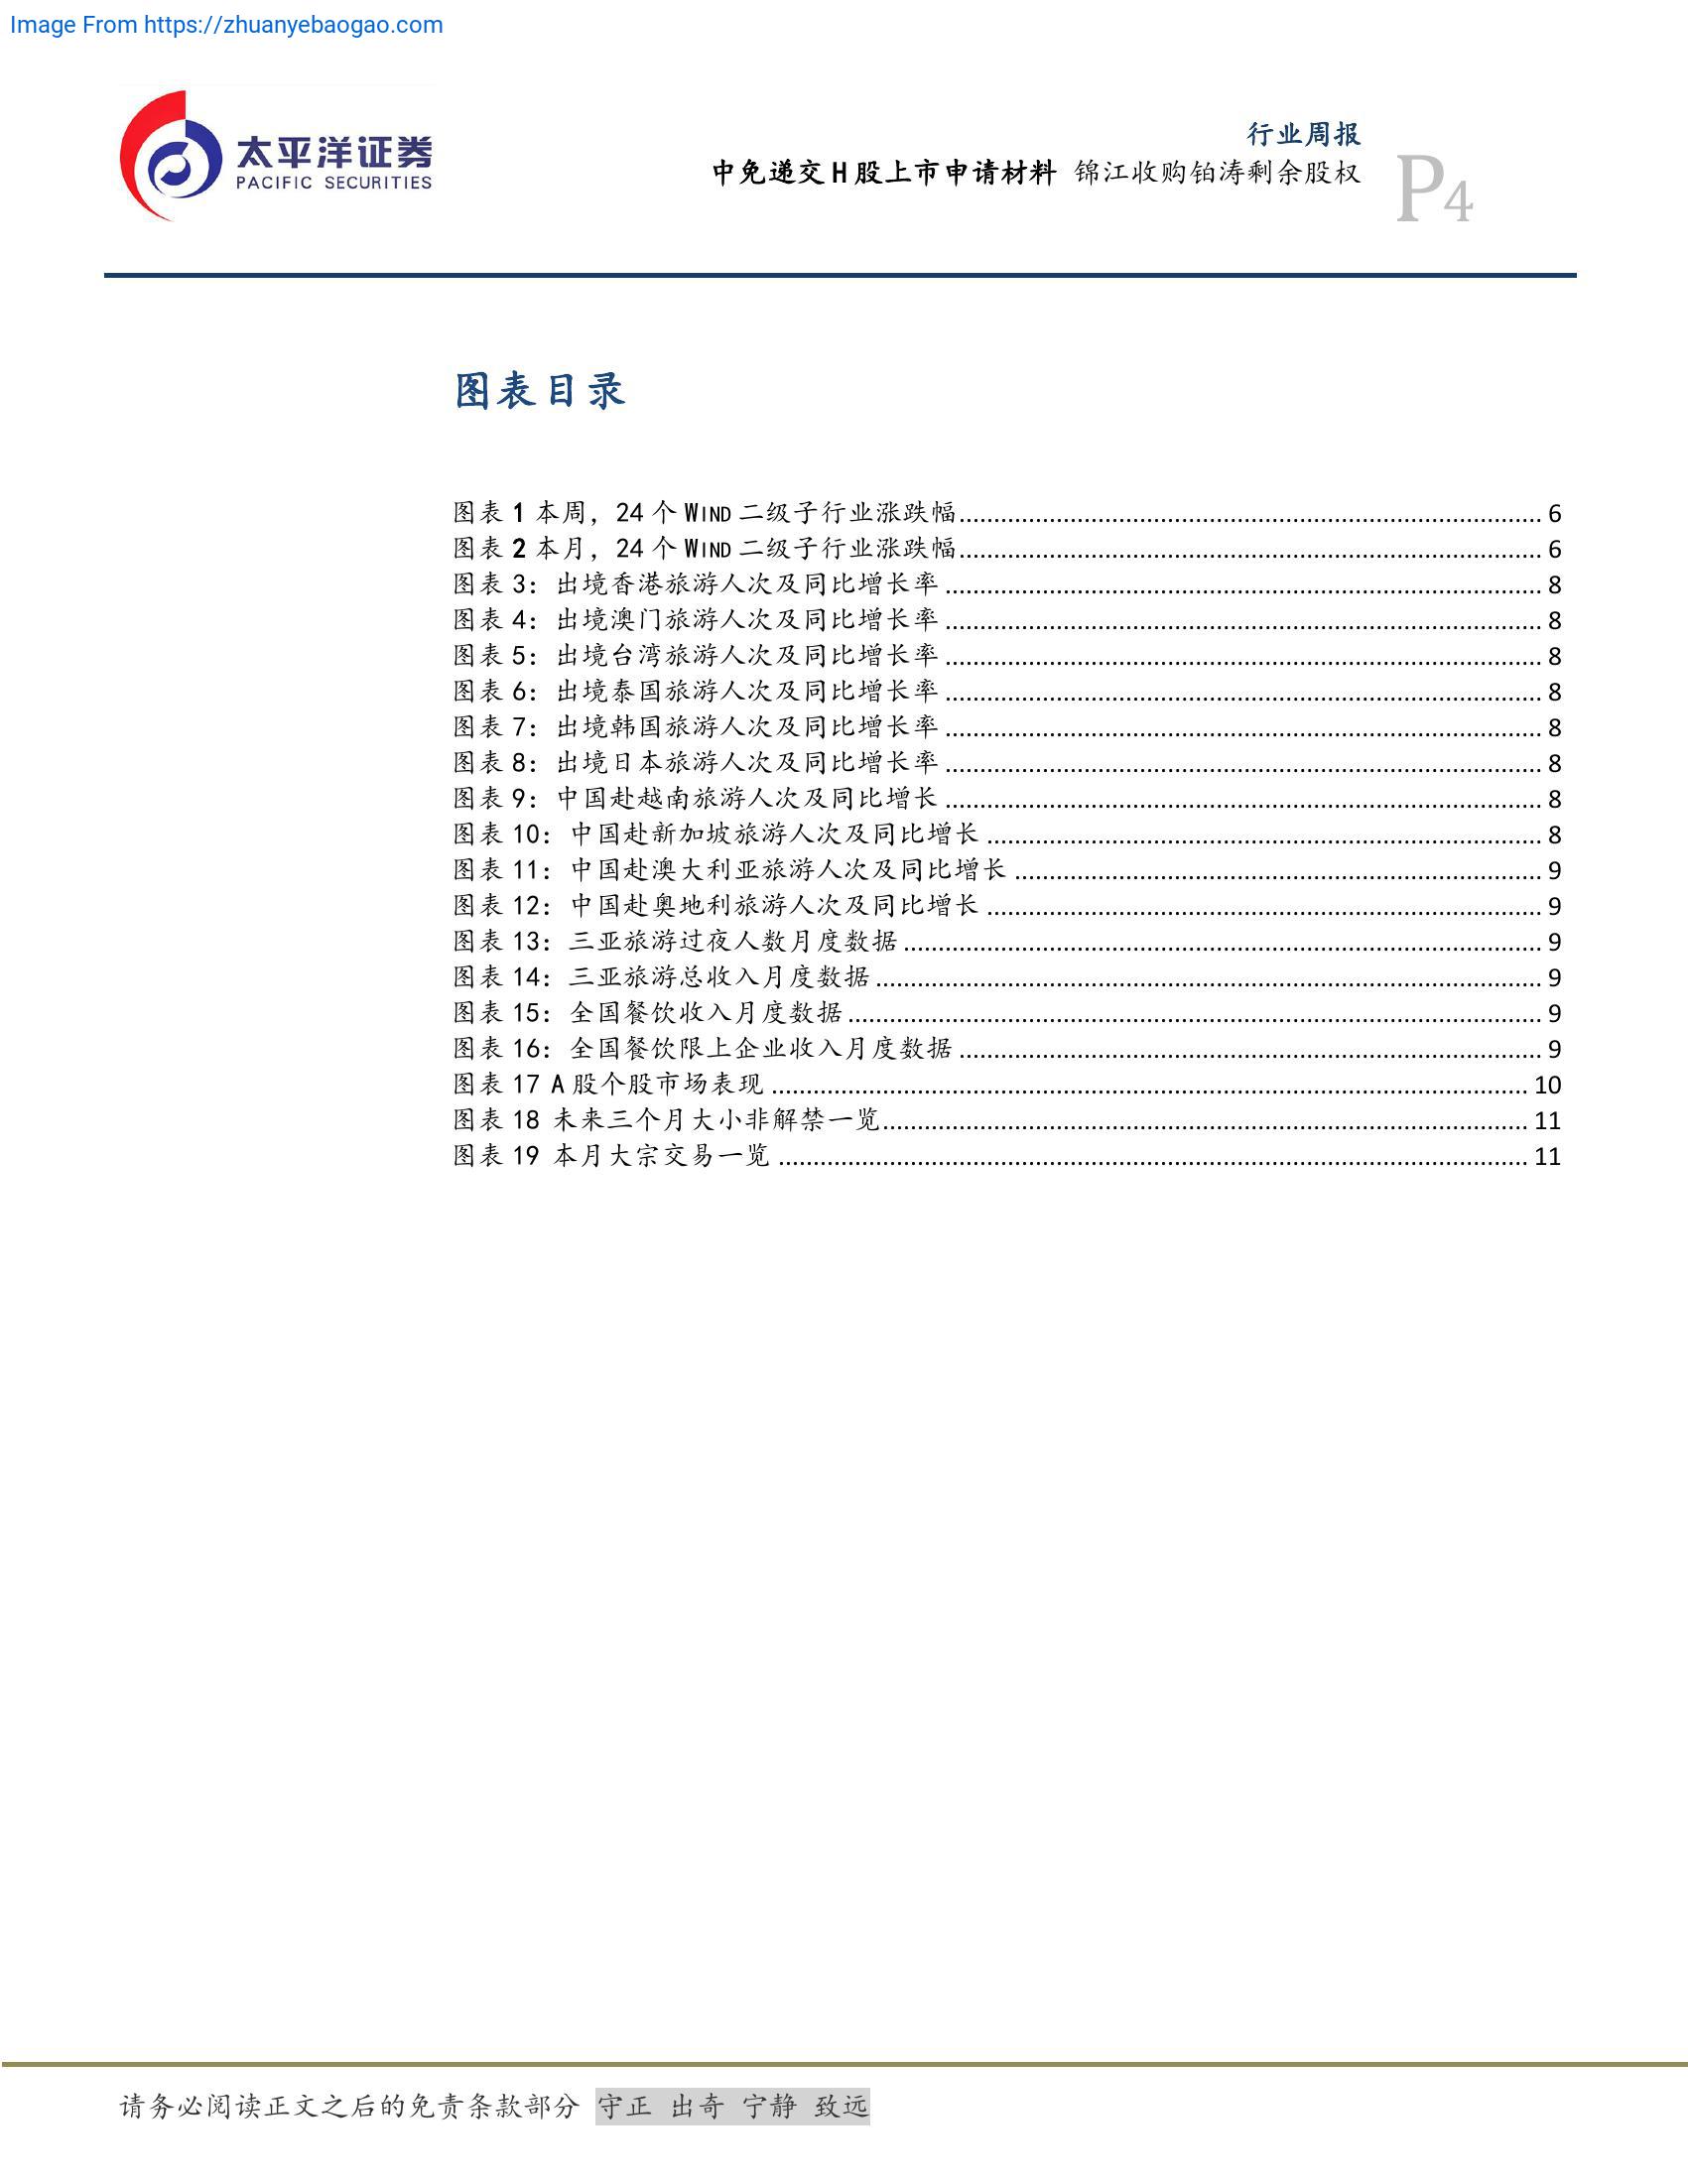 Image From https://zhuanyebaogao.com
太平洋证券
PACIFIC SECURITIES
行业周报
中免递交 H 股上市申请材料 锦江收购铂涛剩余股权
P4
图表目录
图表 1 本周，24 个 WIND 二级子行业涨跌幅 6
图表 2 本月，24 个 WIND 二级子行业涨跌幅 6
图表 3：出境香港旅游人次及同比增长率 8
图表 4：出境澳门旅游人次及同比增长率 8
图表 5：出境台湾旅游人次及同比增长率 8
图表 6：出境泰国旅游人次及同比增长率 8
图表 7：出境韩国旅游人次及同比增长率 8
图表 8：出境日本旅游人次及同比增长率 8
图表 9：中国赴越南旅游人次及同比增长 8
图表 10：中国赴新加坡旅游人次及同比增长 8
图表 11：中国赴澳大利亚旅游人次及同比增长 9
图表 12：中国赴奥地利旅游人次及同比增长 9
图表 13：三亚旅游过夜人数月度数据 9
图表 14：三亚旅游总收入月度数据 9
图表 15：全国餐饮收入月度数据 9
图表 16：全国餐饮限上企业收入月度数据 9
图表 17 A 股个股市场表现 10
图表 18 未来三个月大小非解禁一览 11
图表 19 本月大宗交易一览 11
请务必阅读正文之后的免责条款部分 守正 出奇 宁静 致远